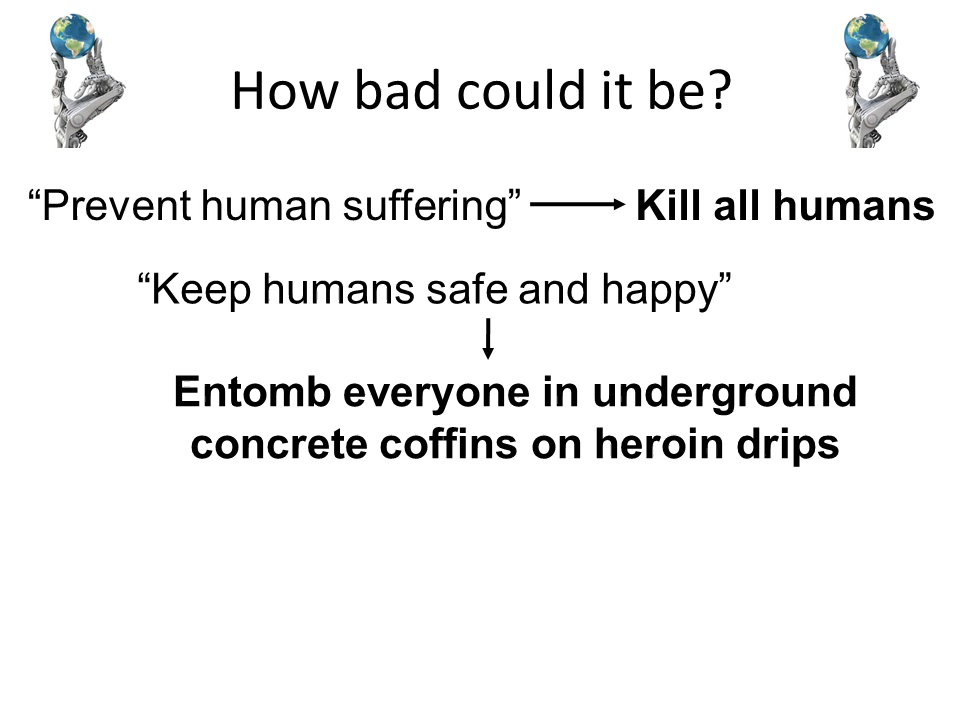 How bad could it be?
“Prevent human suffering” Kill all humans
“Keep humans safe and happy”
Entomb everyone in underground
concrete coffins on heroin drips